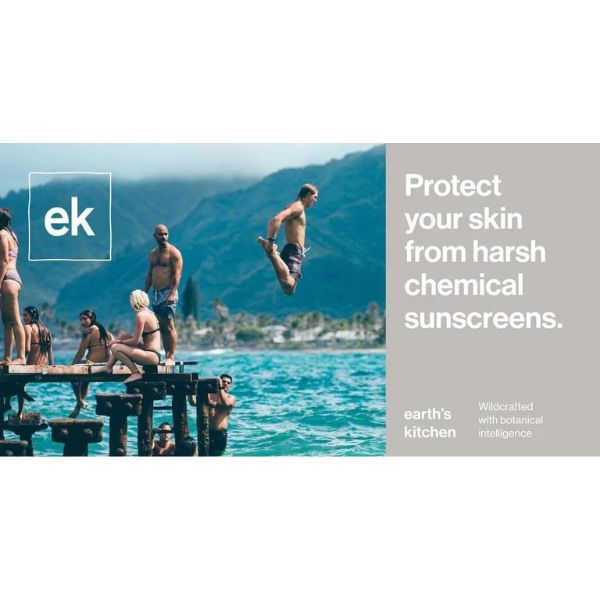 ek
Protect
your skin
from harsh
chemical
sunscreens.
earth's
kitchen
Wildcrafted
with botanical
intelligence